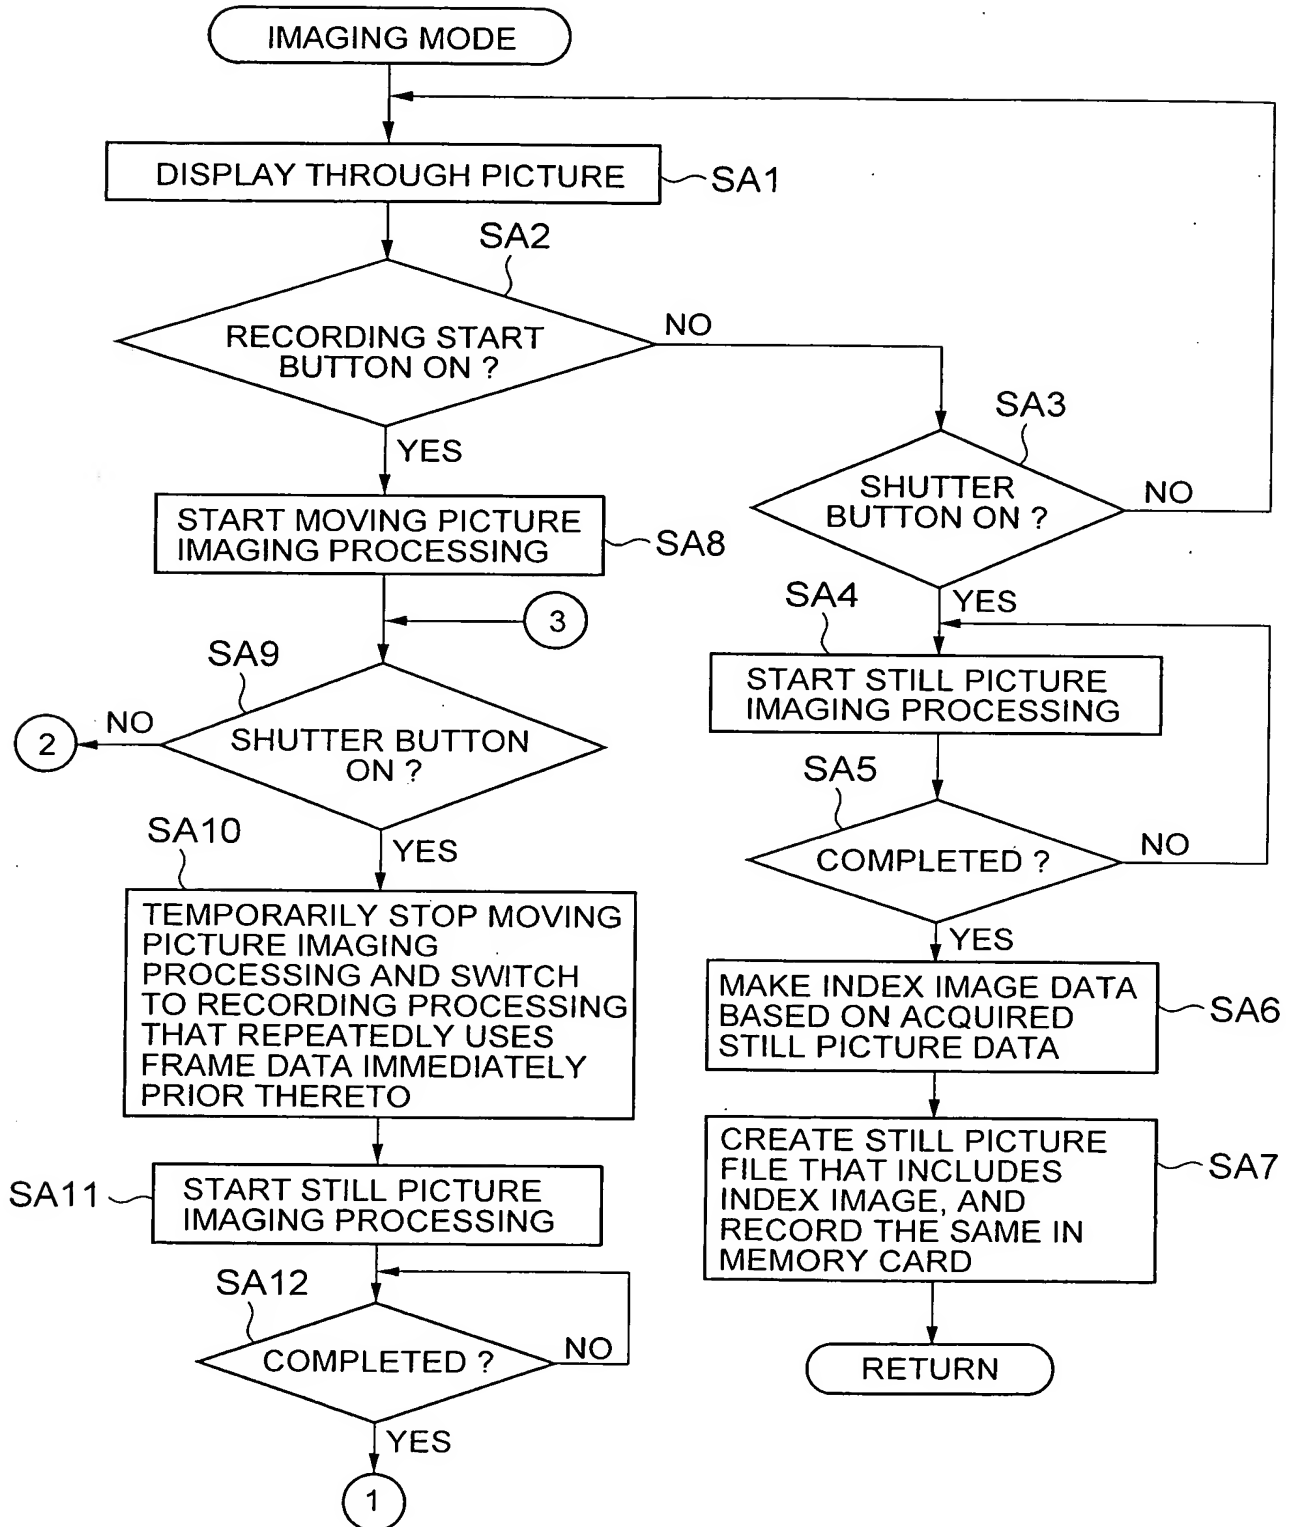 IMAGING MODE
DISPLAY THROUGH PICTURE
SA1
SA2
RECORDING START
BUTTON ON ?
NO
YES
SA3
SHUTTER
BUTTON ON ?
NO
YES
START MOVING PICTURE
IMAGING PROCESSING
SA8
3
SA9
SHUTTER BUTTON
ON ?
NO
2
YES
SA4
START STILL PICTURE
IMAGING PROCESSING
SA5
COMPLETED ?
NO
YES
SA10
TEMPORARILY STOP MOVING
PICTURE IMAGING
PROCESSING AND SWITCH
TO RECORDING PROCESSING
THAT REPEATEDLY USES
FRAME DATA IMMEDIATELY
PRIOR THERETO
MAKE INDEX IMAGE DATA
BASED ON ACQUIRED
STILL PICTURE DATA
SA6
CREATE STILL PICTURE
FILE THAT INCLUDES
INDEX IMAGE, AND
RECORD THE SAME IN
MEMORY CARD
SA7
SA11
START STILL PICTURE
IMAGING PROCESSING
SA12
COMPLETED ?
NO
YES
1
RETURN